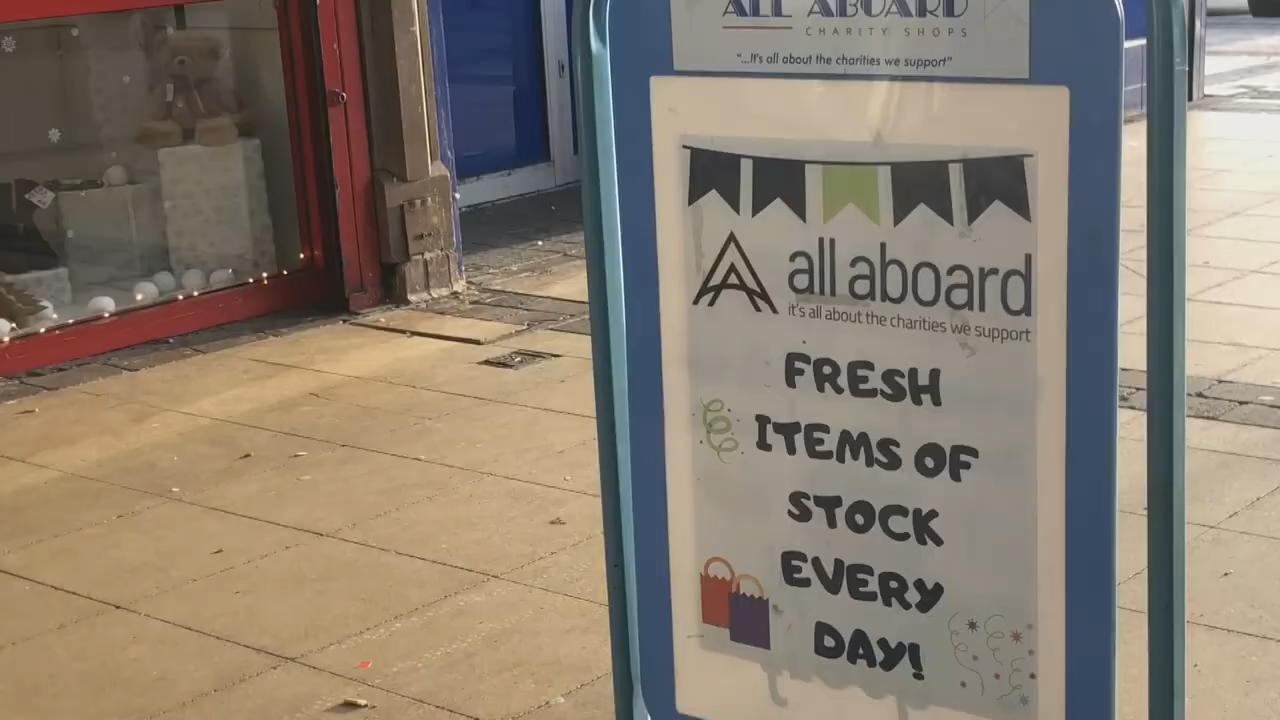 ALL ABOARD
CHARITY SHOPS
"...It's all about the charities we support"
all aboard
it's all about the charities we support
FRESH
ITEMS OF
STOCK
EVERY
DAY!